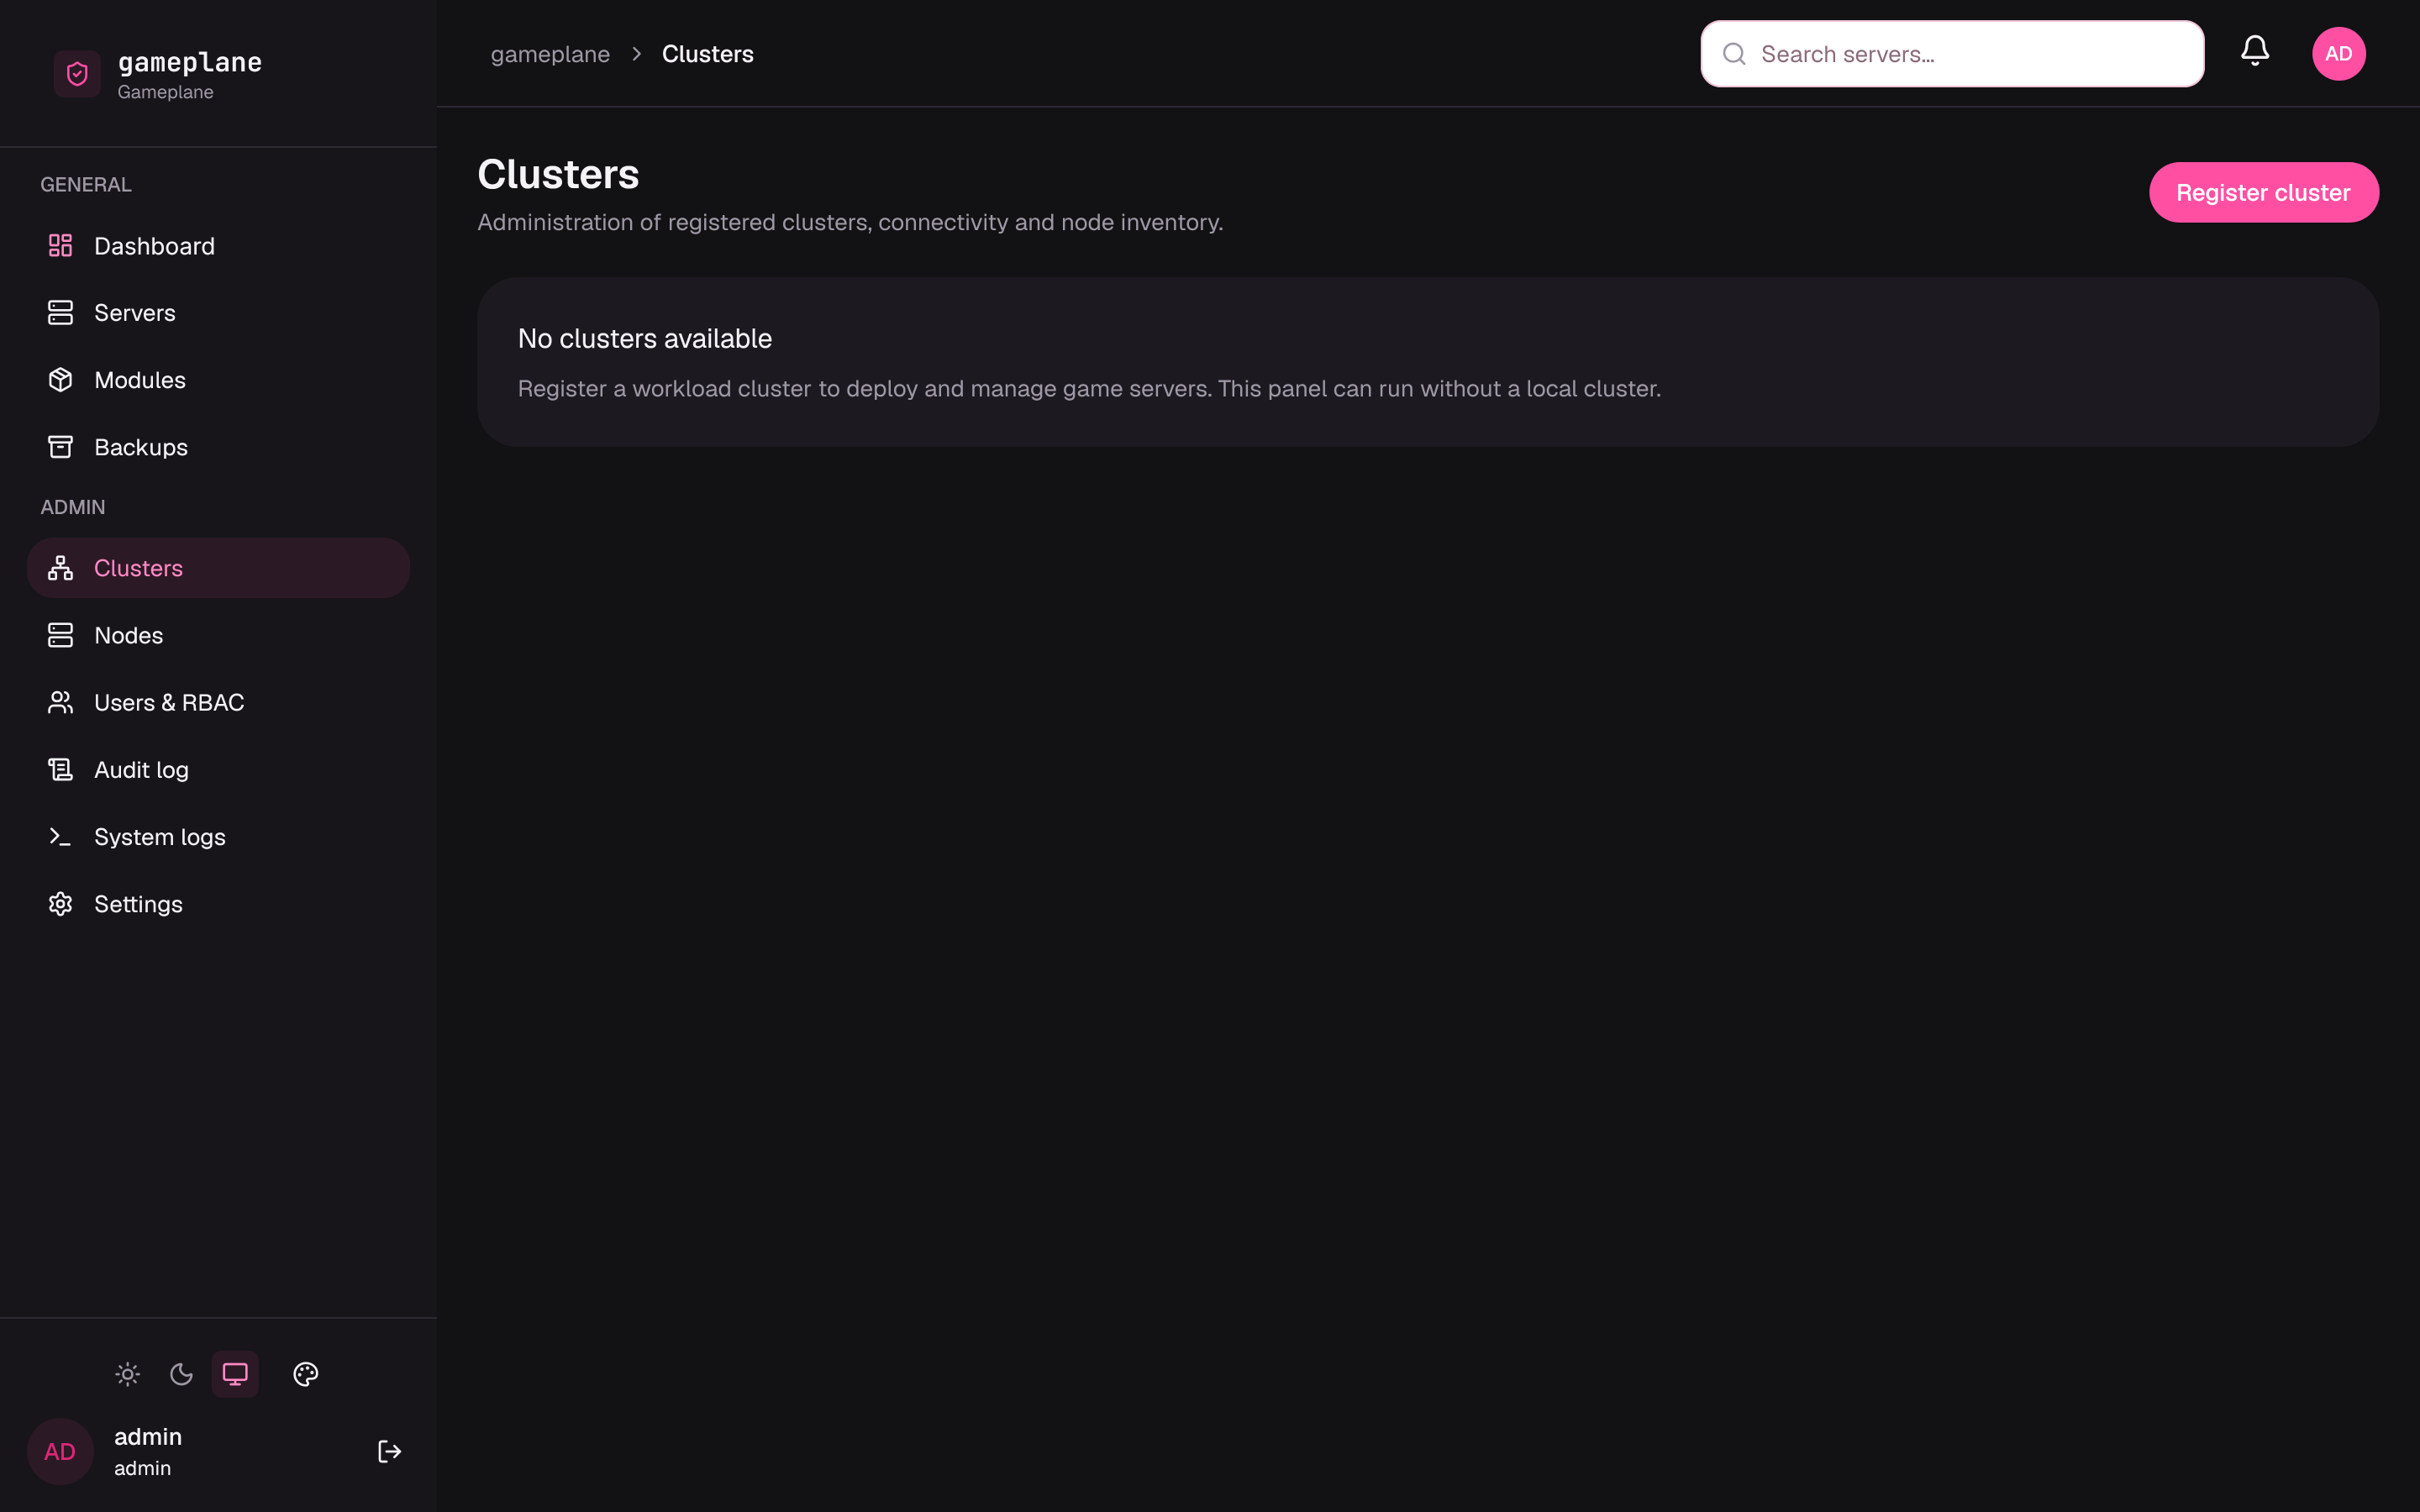 gameplane
Gameplane
GENERAL
Dashboard
Servers
Modules
Backups
ADMIN
Clusters
Nodes
Users & RBAC
Audit log
System logs
Settings
AD
admin
admin
gameplane > Clusters
Search servers...
AD
Clusters
Administration of registered clusters, connectivity and node inventory.
Register cluster
No clusters available
Register a workload cluster to deploy and manage game servers. This panel can run without a local cluster.